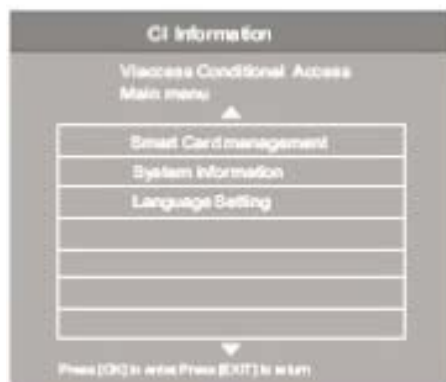 CI Information
Viaccess Conditional Access
Main menu
Smart Card management
System information
Language Setting
Press [OK] to enter Press [EXIT] to return